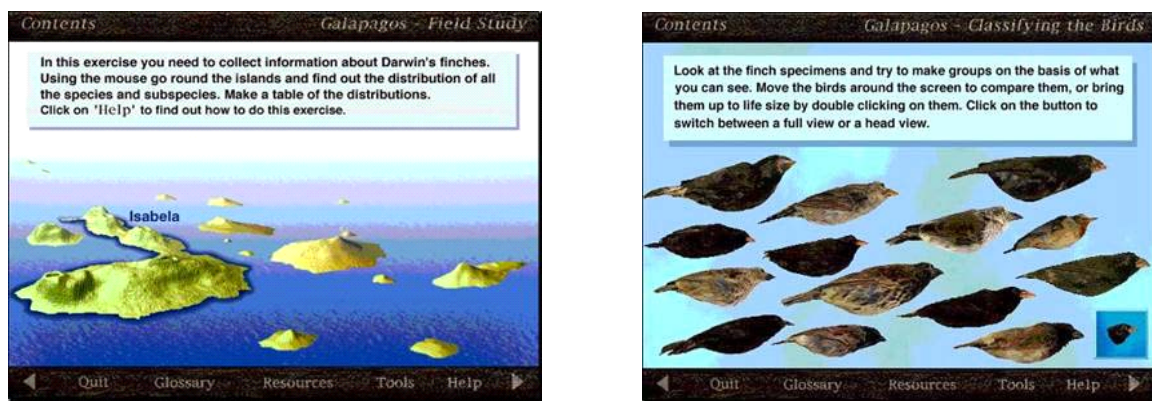 Contents Galapagos - Field Study
In this exercise you need to collect information about Darwin's finches.
Using the mouse go round the islands and find out the distribution of all
the species and subspecies. Make a table of the distributions.
Click on 'Help' to find out how to do this exercise.
Isabela
Quit Glossary Resources Tools Help
Contents Galapagos - Classifying the Birds
Look at the finch specimens and try to make groups on the basis of what
you can see. Move the birds around the screen to compare them, or bring
them up to life size by double clicking on them. Click on the button to
switch between a full view or a head view.
Quit Glossary Resources Tools Help